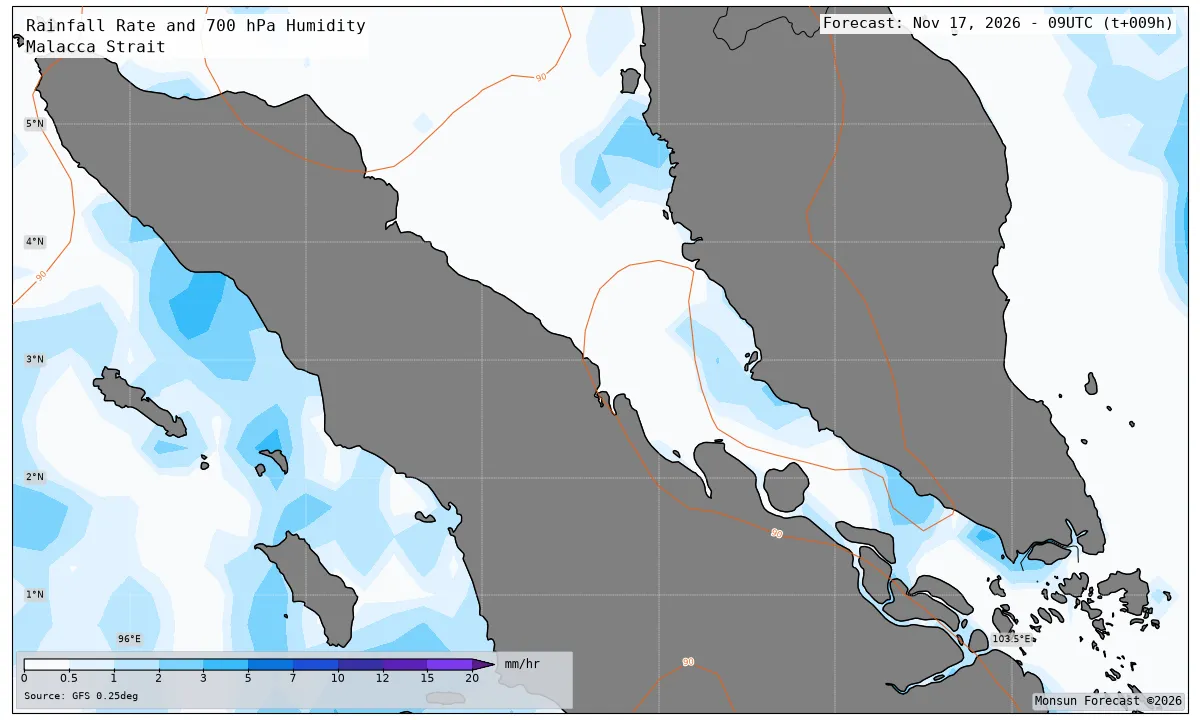 Rainfall Rate and 700 hPa Humidity
Malacca Strait
Forecast: Nov 17, 2026 - 09UTC (t+009h)
90
5°N
4°N
90
3°N
2°N
90
1°N
96°E
103.5°E
90
mm/hr
0 0.5 1 2 3 5 7 10 12 15 20
Source: GFS 0.25deg
Monsun Forecast ©2026